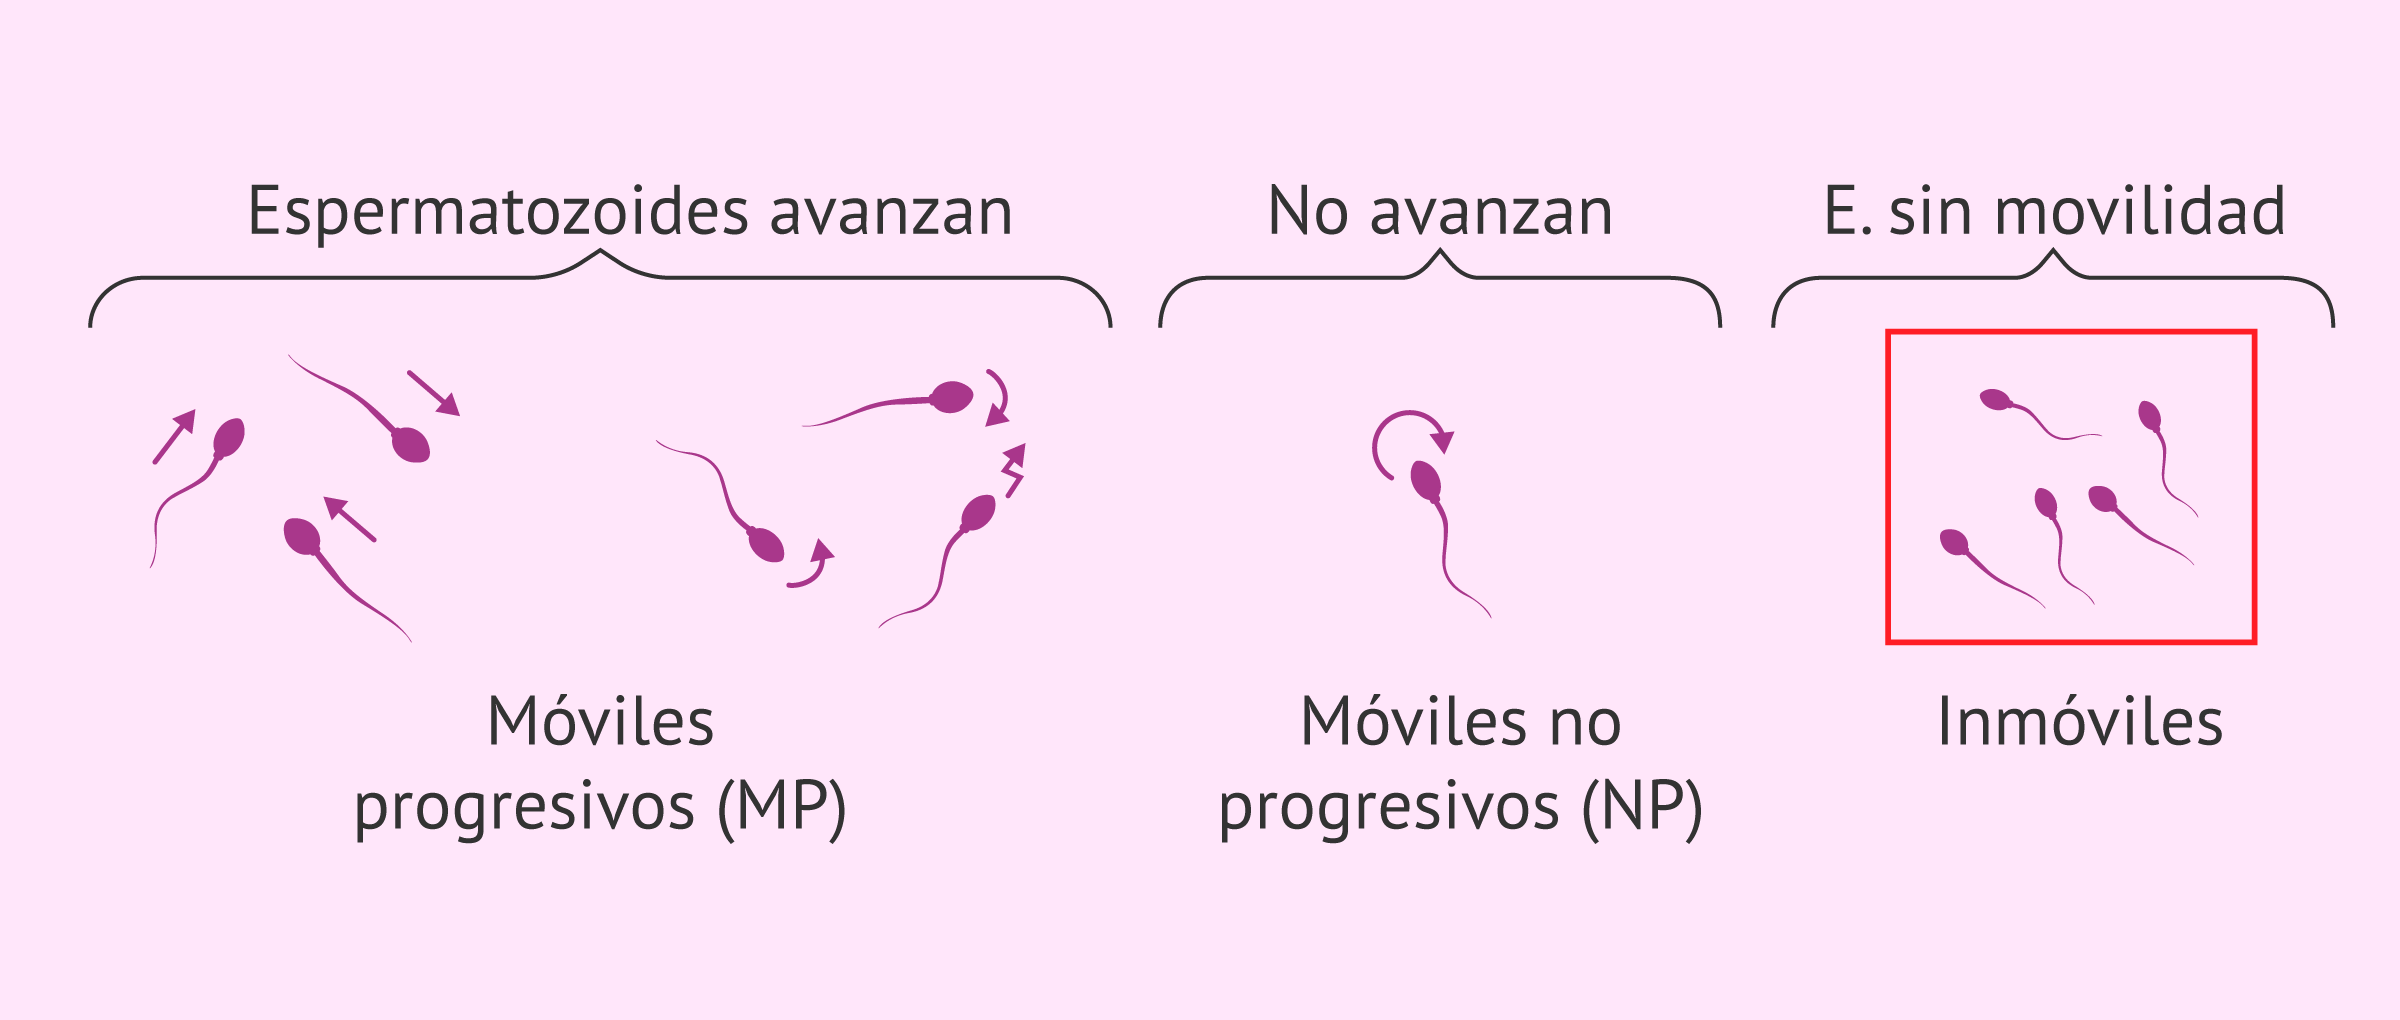 Espermatozoides avanzan
No avanzan
E. sin movilidad
Móviles
progresivos (MP)
Móviles no
progresivos (NP)
Inmóviles